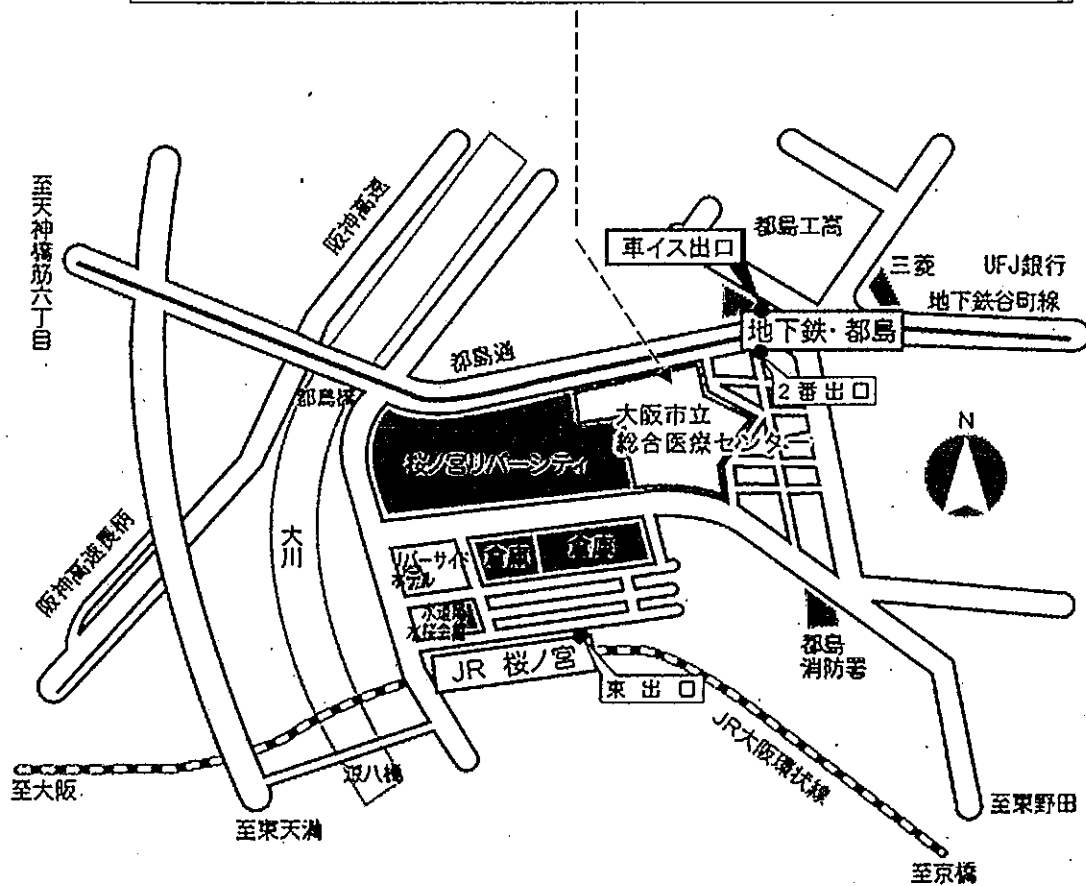 至天神橋筋六丁目
阪神高速
都島工高
車イス出口
三菱 UFJ銀行
地下鉄谷町線
地下鉄・都島
都島通
2番出口
都島橋
大阪市立
総合医療センター
桜ノ宮リバーシティ
N
大川
阪神高速長柄
リバーサイド
ホテル
倉庫
倉庫
水道局
水桜会館
都島
消防署
JR 桜ノ宮
東出口
JR大阪環状線
至大阪
源八橋
至東天満
至東野田
至京橋